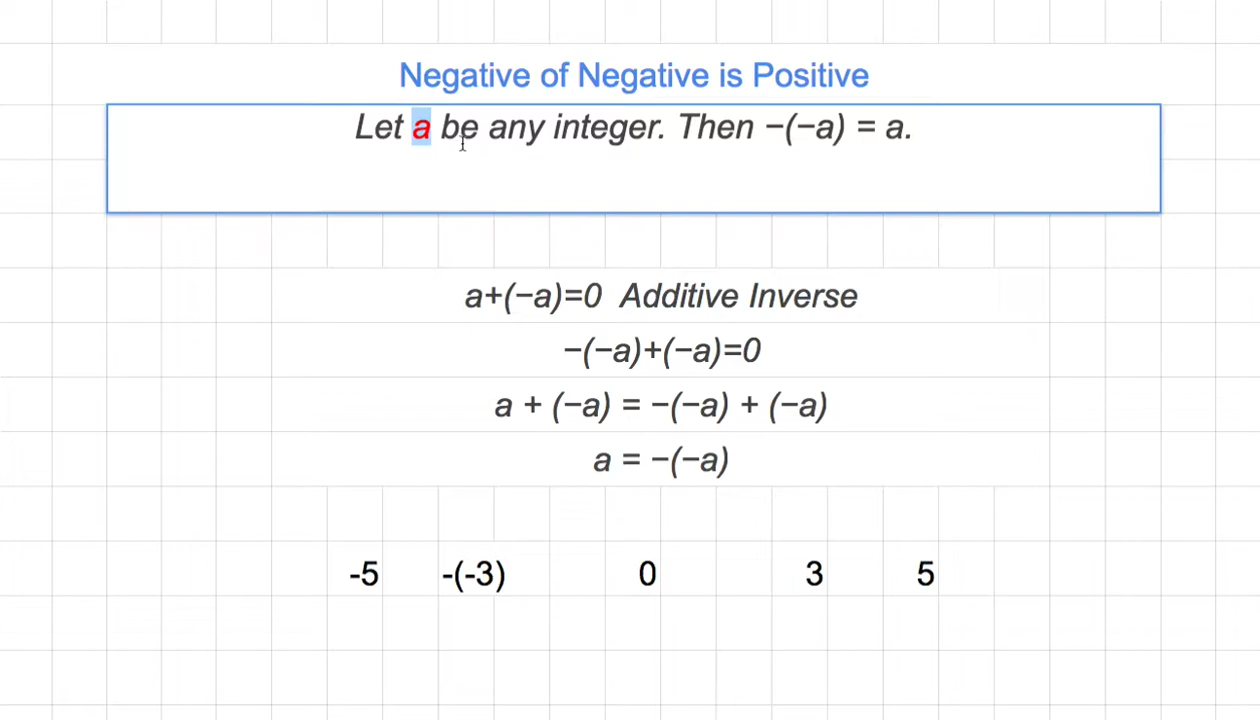 Negative of Negative is Positive
Let a be any integer. Then −(−a) = a.
a+(−a)=0 Additive Inverse
−(−a)+(−a)=0
a + (−a) = −(−a) + (−a)
a = −(−a)
-5 -(-3) 0 3 5